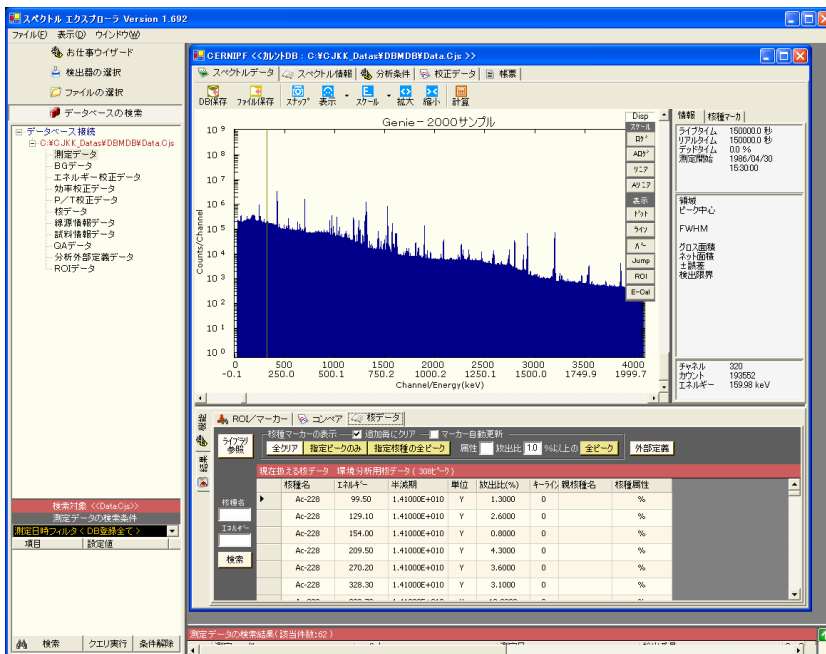 スペクトル エクスプローラ Version 1.692
ファイル(F) 表示(D) ウインドウ(W)
お仕事ウイザード
検出器の選択
ファイルの選択
データベースの検索
データベース接続
C:¥CJKK_Datas¥DBMDB¥Data.Cjs
測定データ
BGデータ
エネルギー校正データ
効率校正データ
P/T校正データ
核データ
線源情報データ
試料情報データ
QAデータ
分析外部定義データ
ROIデータ
検索対象 <<Data.Cjs>>
測定データの検索条件
測定日時フィルタ< DB登録全て>
項目 設定値
検索 クエリ実行 条件解除
CERNIPF <<カレントDB : C:¥CJKK_Datas¥DBMDB¥Data.Cjs >>
スペクトルデータ スペクトル情報 分析条件 校正データ 帳票
DB保存 ファイル保存 スナップ 表示 スケール 拡大 縮小 計算
Genie-2000サンプル
Counts/Channel
10 9
10 8
10 7
10 6
10 5
10 4
10 3
10 2
10 1
10 0
0 500 1000 1500 2000 2500 3000 3500 4000
-0.1 250.0 500.1 750.2 1000.2 1250.1 1500.0 1749.9 1999.7
Channel/Energy(keV)
Disp
スケール
ログ
Aログ
リニア
Aリニア
表示
ドット
ライン
バー
Jump
ROI
E-Cal
情報 核種マーカ
ライブタイム 150000.0 秒
リアルタイム 150000.0 秒
デッドタイム 0.0 %
測定開始 1986/04/30
15:30:00
領域
ピーク中心
FWHM
グロス面積
ネット面積
±誤差
検出限界
チャネル 320
カウント 193552
エネルギー 159.98 keV
ROI/マーカー コンペア 核データ
結果
ライブラリ参照
核種マーカーの表示 追加毎にクリア マーカー自動更新
全クリア 指定ピークのみ 指定核種の全ピーク 属性 放出比 1.0 %以上の 全ピーク 外部定義
現在扱える核データ 環境分析用核データ ( 300ピーク)
核種名
エネルギー
検索
核種名 エネルギー 半減期 単位 放出比(%) キーライン 親核種名 核種属性
Ac-228 99.50 1.41000E+010 Y 1.3000 0 %
Ac-228 129.10 1.41000E+010 Y 2.6000 0 %
Ac-228 154.00 1.41000E+010 Y 0.8000 0 %
Ac-228 209.50 1.41000E+010 Y 4.3000 0 %
Ac-228 270.20 1.41000E+010 Y 3.6000 0 %
Ac-228 328.30 1.41000E+010 Y 3.1000 0 %
測定データの検索結果(該当件数:62)